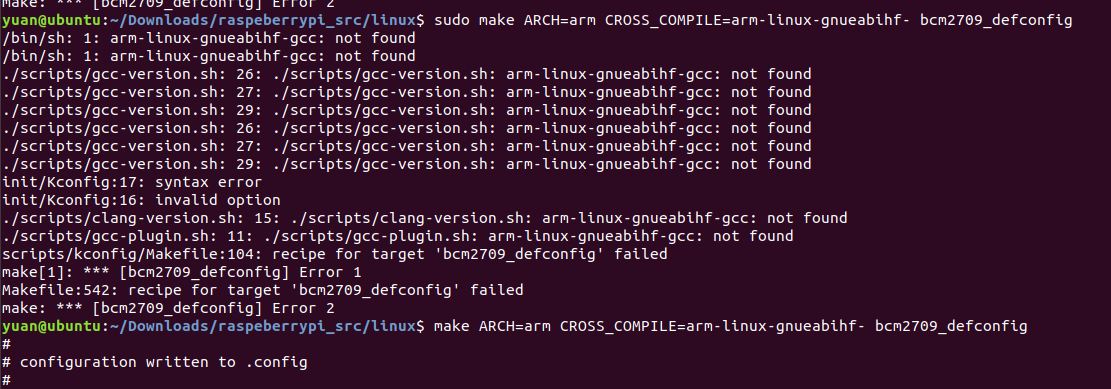 make: *** [bcm2709_defconfig] Error 2
yuan@ubuntu:~/Downloads/raspeberrypi_src/linux$ sudo make ARCH=arm CROSS_COMPILE=arm-linux-gnueabihf- bcm2709_defconfig
/bin/sh: 1: arm-linux-gnueabihf-gcc: not found
/bin/sh: 1: arm-linux-gnueabihf-gcc: not found
./scripts/gcc-version.sh: 26: ./scripts/gcc-version.sh: arm-linux-gnueabihf-gcc: not found
./scripts/gcc-version.sh: 27: ./scripts/gcc-version.sh: arm-linux-gnueabihf-gcc: not found
./scripts/gcc-version.sh: 29: ./scripts/gcc-version.sh: arm-linux-gnueabihf-gcc: not found
./scripts/gcc-version.sh: 26: ./scripts/gcc-version.sh: arm-linux-gnueabihf-gcc: not found
./scripts/gcc-version.sh: 27: ./scripts/gcc-version.sh: arm-linux-gnueabihf-gcc: not found
./scripts/gcc-version.sh: 29: ./scripts/gcc-version.sh: arm-linux-gnueabihf-gcc: not found
init/Kconfig:17: syntax error
init/Kconfig:16: invalid option
./scripts/clang-version.sh: 15: ./scripts/clang-version.sh: arm-linux-gnueabihf-gcc: not found
./scripts/gcc-plugin.sh: 11: ./scripts/gcc-plugin.sh: arm-linux-gnueabihf-gcc: not found
scripts/kconfig/Makefile:104: recipe for target 'bcm2709_defconfig' failed
make[1]: *** [bcm2709_defconfig] Error 1
Makefile:542: recipe for target 'bcm2709_defconfig' failed
make: *** [bcm2709_defconfig] Error 2
yuan@ubuntu:~/Downloads/raspeberrypi_src/linux$ make ARCH=arm CROSS_COMPILE=arm-linux-gnueabihf- bcm2709_defconfig
#
# configuration written to .config
#